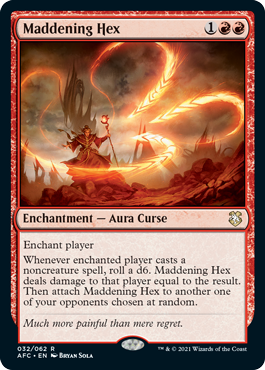 Maddening Hex 1
Enchantment — Aura Curse
Enchant player
Whenever enchanted player casts a
noncreature spell, roll a d6. Maddening Hex
deals damage to that player equal to the result.
Then attach Maddening Hex to another one
of your opponents chosen at random.
Much more painful than mere regret.
032/062 R
AFC • EN BRYAN SOLA
™ & © 2021 Wizards of the Coast